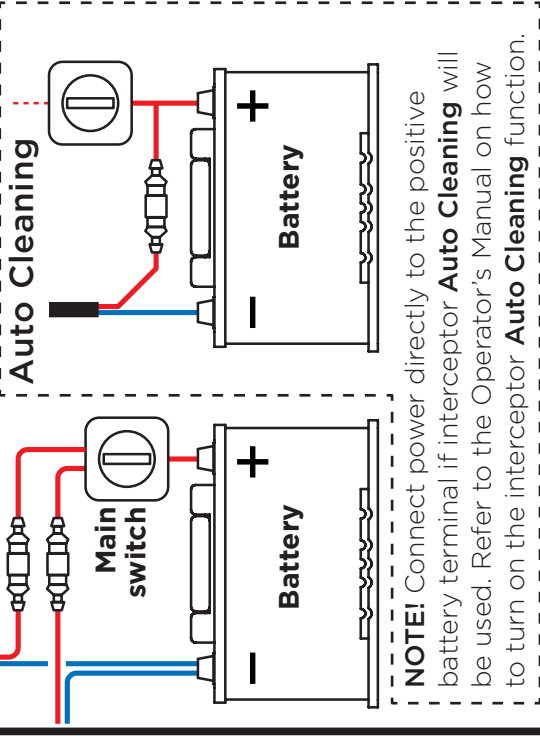 Auto Cleaning
+
Battery
−
Main
switch
+
Battery
−
NOTE! Connect power directly to the positive
battery terminal if interceptor Auto Cleaning will
be used. Refer to the Operator’s Manual on how
to turn on the interceptor Auto Cleaning function.